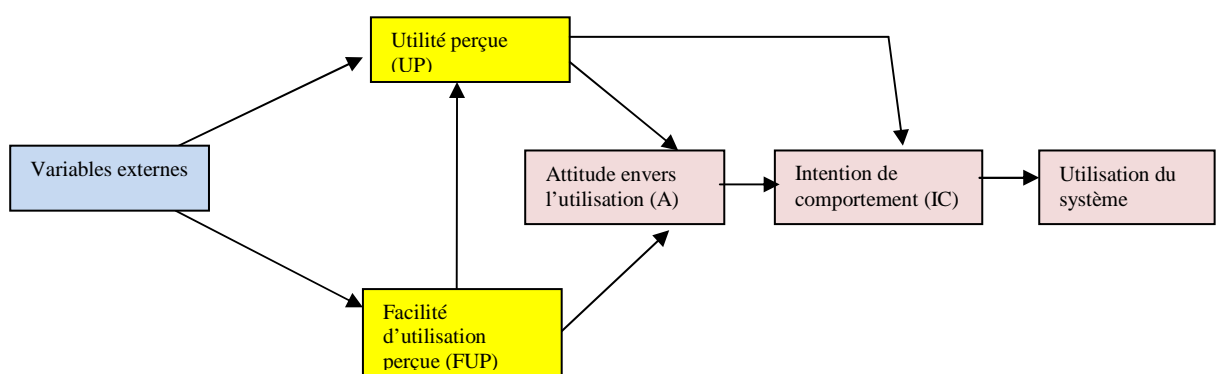 Utilité perçue
(UP)
Variables externes
Attitude envers
l’utilisation (A)
Intention de
comportement (IC)
Utilisation du
système
Facilité
d’utilisation
perçue (FUP)